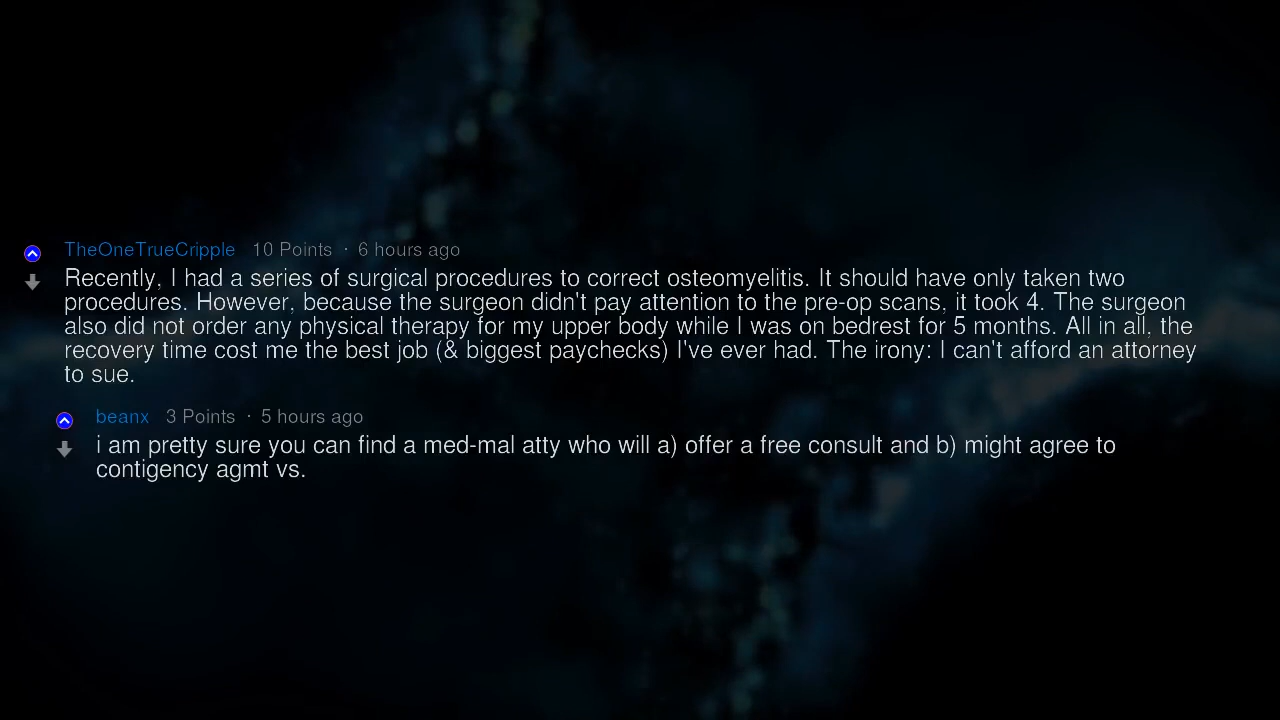 TheOneTrueCripple 10 Points · 6 hours ago
Recently, I had a series of surgical procedures to correct osteomyelitis. It should have only taken two
procedures. However, because the surgeon didn't pay attention to the pre-op scans, it took 4. The surgeon
also did not order any physical therapy for my upper body while I was on bedrest for 5 months. All in all, the
recovery time cost me the best job (& biggest paychecks) I've ever had. The irony: I can't afford an attorney
to sue.
beanx 3 Points · 5 hours ago
i am pretty sure you can find a med-mal atty who will a) offer a free consult and b) might agree to
contigency agmt vs.